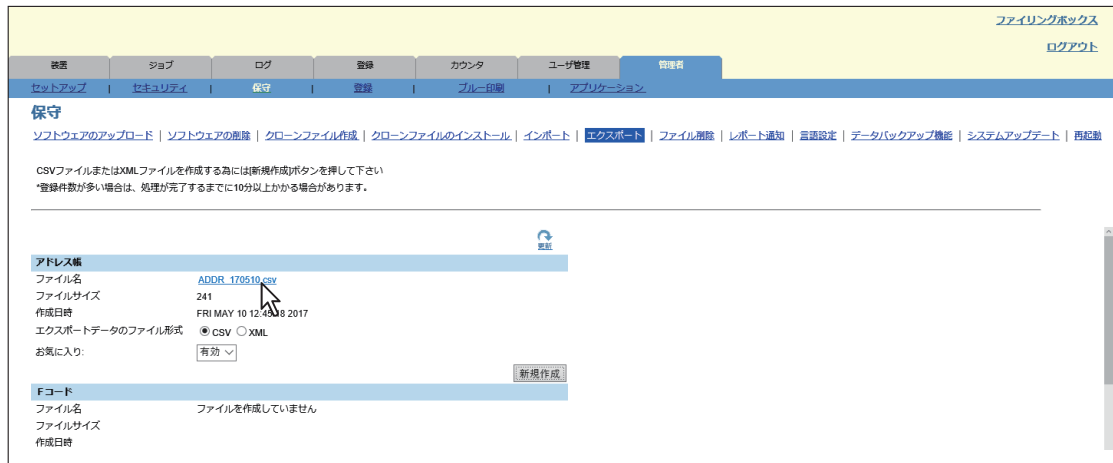 ファイリングボックス
ログアウト
装置 ジョブ ログ 登録 カウンタ ユーザ管理 管理者
セットアップ | セキュリティ | 保守 | 登録 | ブルー印刷 | アプリケーション
保守
ソフトウェアのアップロード | ソフトウェアの削除 | クローンファイル作成 | クローンファイルのインストール | インポート | エクスポート | ファイル削除 | レポート通知 | 言語設定 | データバックアップ機能 | システムアップデート | 再起動
CSVファイルまたはXMLファイルを作成する為には[新規作成]ボタンを押して下さい
*登録件数が多い場合は、処理が完了するまでに10分以上かかる場合があります。
更新
アドレス帳
ファイル名 ADDR_170510.csv
ファイルサイズ 241
作成日時 FRI MAY 10 12:45:18 2017
エクスポートデータのファイル形式 CSV XML
お気に入り: 有効
新規作成
Fコード
ファイル名 ファイルを作成していません
ファイルサイズ
作成日時